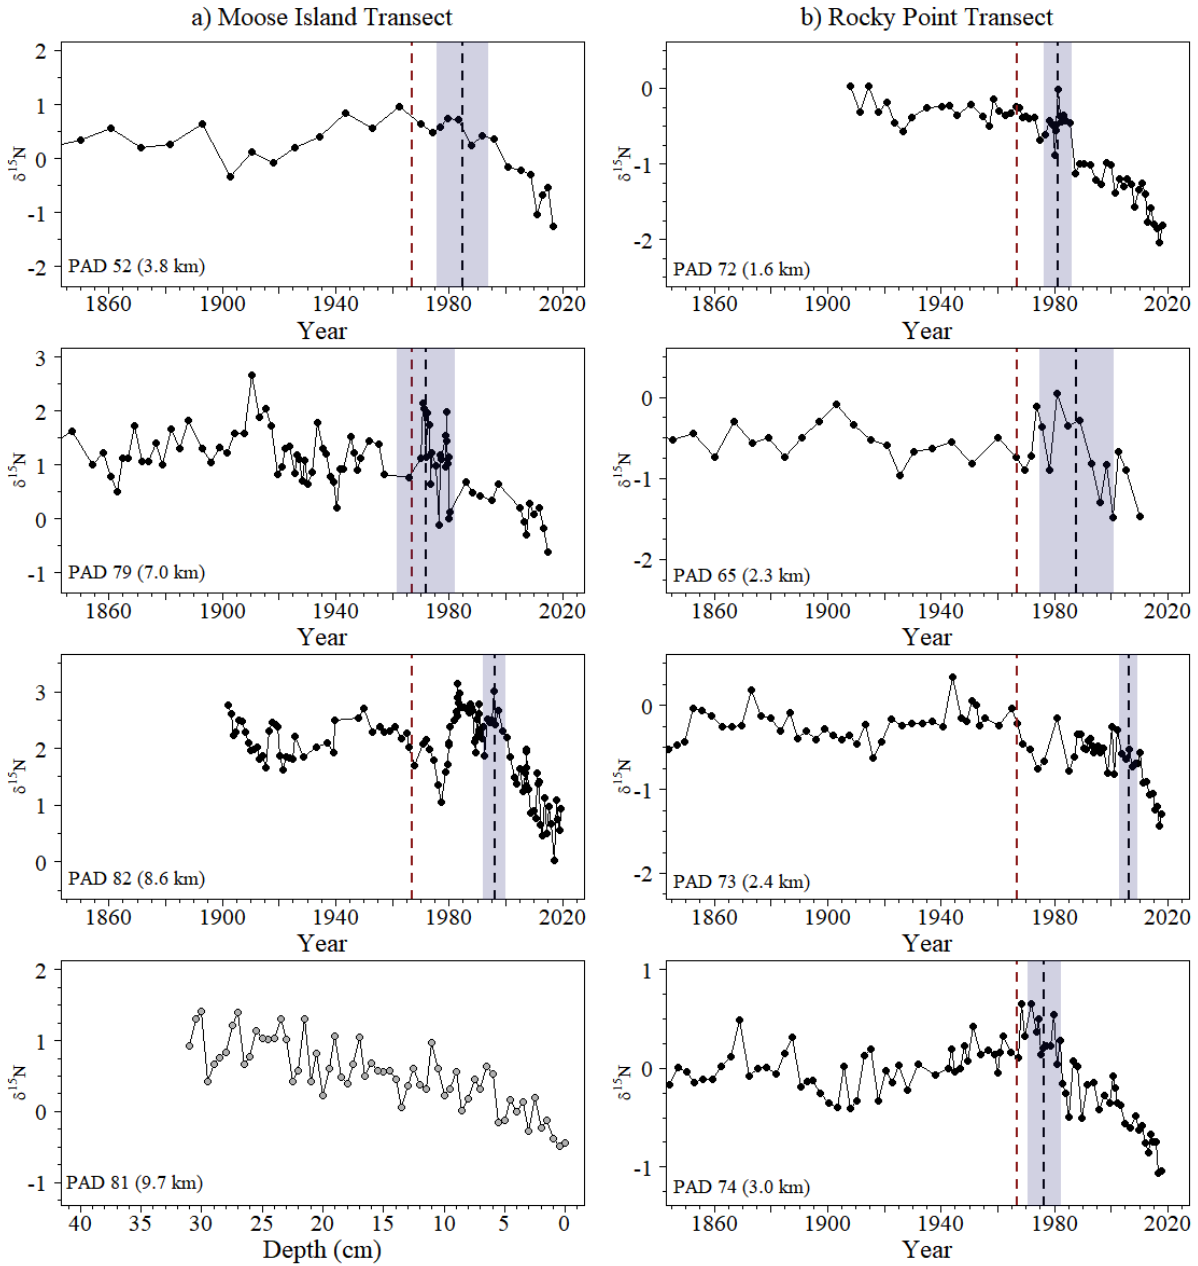 a) Moose Island Transect
b) Rocky Point Transect
2
1
0
-1
-2
δ15N
PAD 52 (3.8 km)
1860 1900 1940 1980 2020
Year
0
-1
-2
δ15N
PAD 72 (1.6 km)
1860 1900 1940 1980 2020
Year
3
2
1
0
-1
δ15N
PAD 79 (7.0 km)
1860 1900 1940 1980 2020
Year
0
-1
-2
δ15N
PAD 65 (2.3 km)
1860 1900 1940 1980 2020
Year
3
2
1
0
δ15N
PAD 82 (8.6 km)
1860 1900 1940 1980 2020
Year
0
-1
-2
δ15N
PAD 73 (2.4 km)
1860 1900 1940 1980 2020
Year
2
1
0
-1
δ15N
PAD 81 (9.7 km)
40 35 30 25 20 15 10 5 0
Depth (cm)
1
0
-1
δ15N
PAD 74 (3.0 km)
1860 1900 1940 1980 2020
Year